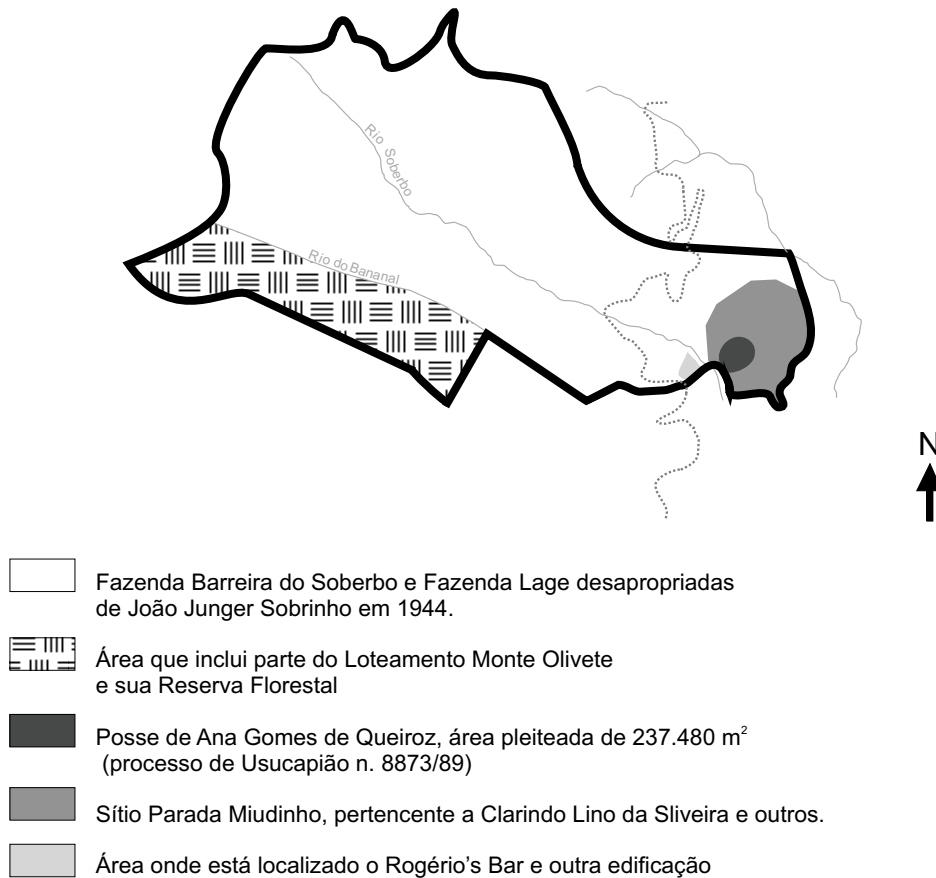 Rio Soberbo
Rio do Bananal
N
Fazenda Barreira do Soberbo e Fazenda Lage desapropriadas
de João Junger Sobrinho em 1944.
Área que inclui parte do Loteamento Monte Olivete
e sua Reserva Florestal
Posse de Ana Gomes de Queiroz, área pleiteada de 237.480 m²
(processo de Usucapião n. 8873/89)
Sítio Parada Miudinho, pertencente a Clarindo Lino da Sliveira e outros.
Área onde está localizado o Rogério's Bar e outra edificação